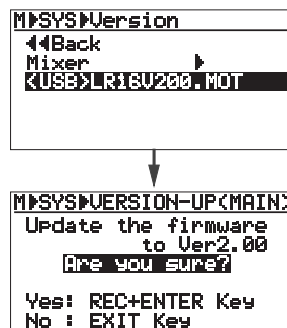 M▶SYS▶Version
◀◀Back
Mixer ▶
<USB>LR16V200.MOT
M▶SYS▶VERSION-UP(MAIN)
Update the firmware
to Ver2.00
Are you sure?
Yes: REC+ENTER Key
No : EXIT Key